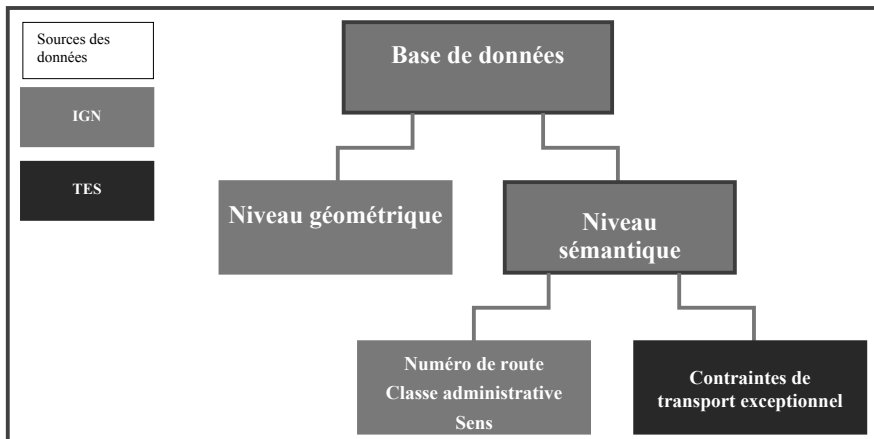 Sources des
données
IGN
TES
Base de données
Niveau géométrique
Niveau
sémantique
Numéro de route
Classe administrative
Sens
Contraintes de
transport exceptionnel